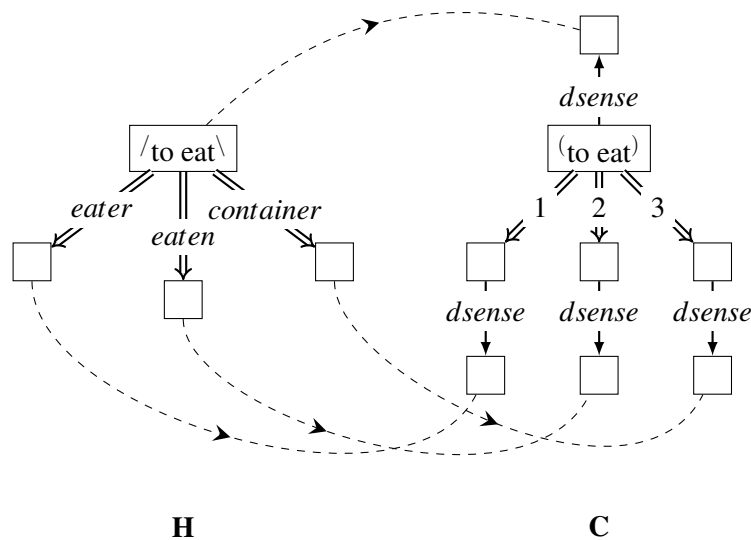 dsense
/to eat\ (to eat)
eater eaten container 1 2 3
dsense dsense dsense
H C